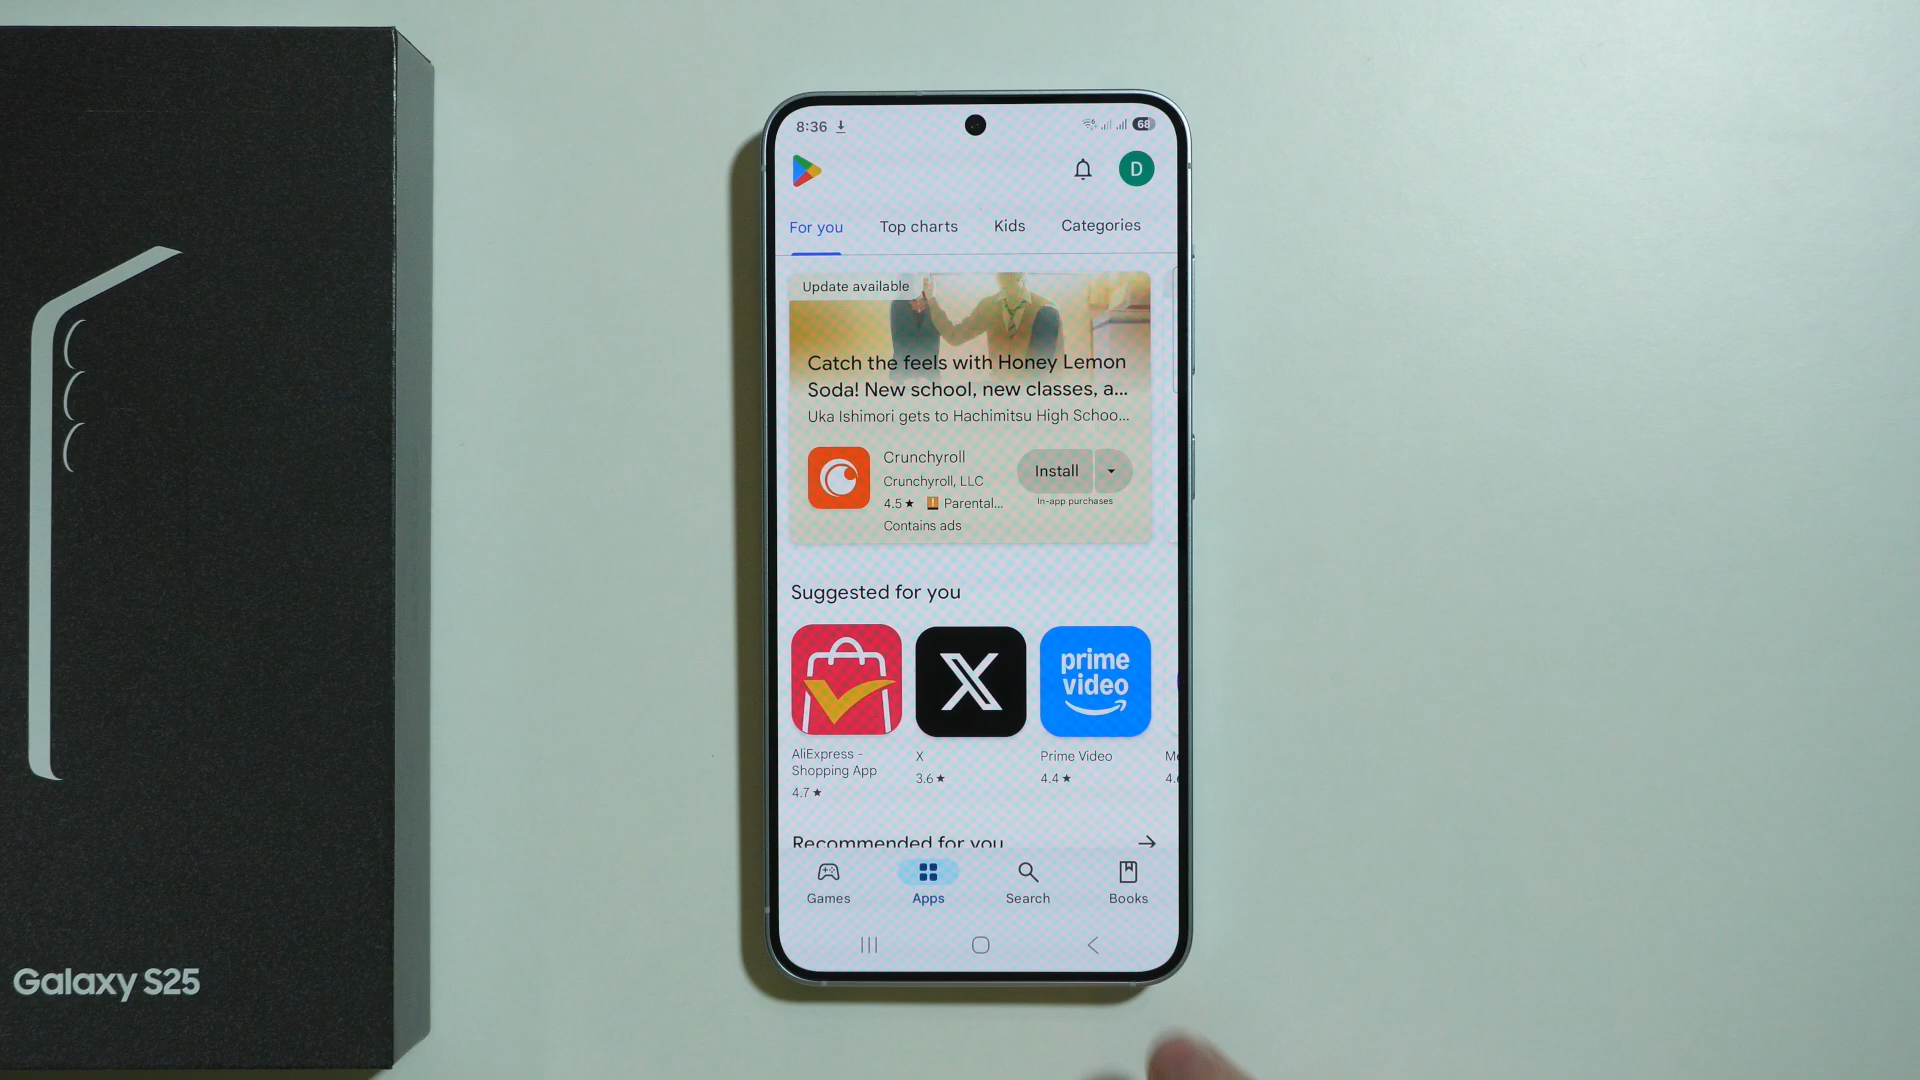 8:36
68
D
For you
Top charts
Kids
Categories
Update available
Catch the feels with Honey Lemon
Soda! New school, new classes, a...
Uka Ishimori gets to Hachimitsu High Schoo...
Crunchyroll
Crunchyroll, LLC
4.5★ Parental...
Contains ads
Install
In-app purchases
Suggested for you
prime
video
AliExpress -
Shopping App
4.7 ★
X
3.6 ★
Prime Video
4.4 ★
Recommended for you
Games
Apps
Search
Books
Galaxy S25